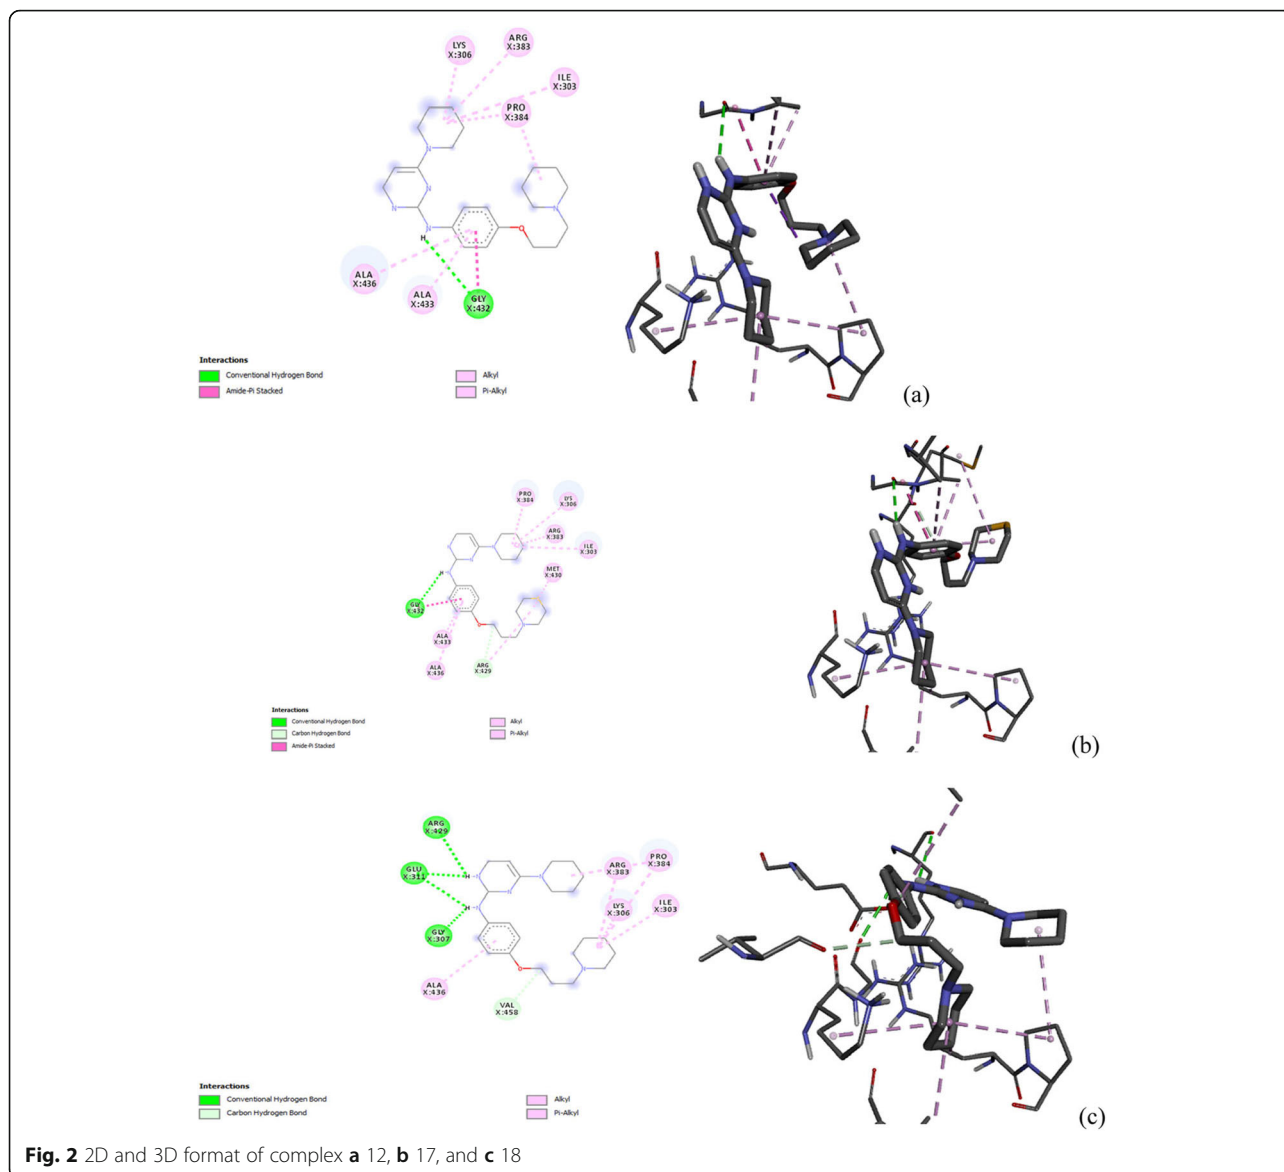 LYS
X:306
ARG
X:383
ILE
X:303
PRO
X:384
N
N
N
N
H
O
N
ALA
X:436
ALA
X:433
GLY
X:432
Interactions
Conventional Hydrogen Bond
Alkyl
Amide-Pi Stacked
Pi-Alkyl
(a)
PRO
X:384
LYS
X:306
ARG
X:383
ILE
X:303
MET
X:430
H
GLY
X:432
ALA
X:433
ALA
X:436
ARG
X:429
Interactions
Conventional Hydrogen Bond
Alkyl
Carbon Hydrogen Bond
Pi-Alkyl
Amide-Pi Stacked
(b)
ARG
X:429
GLU
X:311
H
H
GLY
X:307
ARG
X:383
PRO
X:384
LYS
X:306
ILE
X:303
ALA
X:436
VAL
X:458
Interactions
Conventional Hydrogen Bond
Alkyl
Carbon Hydrogen Bond
Pi-Alkyl
(c)
Fig. 2 2D and 3D format of complex a 12, b 17, and c 18